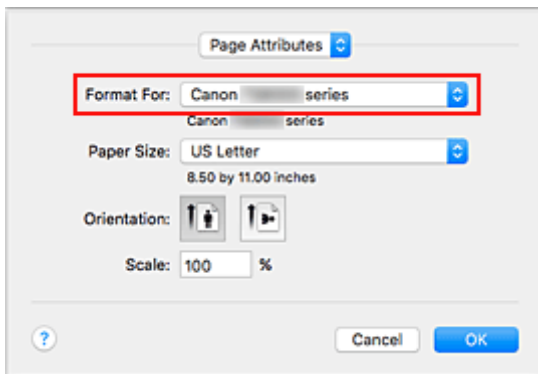 Page Attributes
Format For: Canon series
Canon series
Paper Size: US Letter
8.50 by 11.00 inches
Orientation:
Scale: 100 %
? Cancel OK